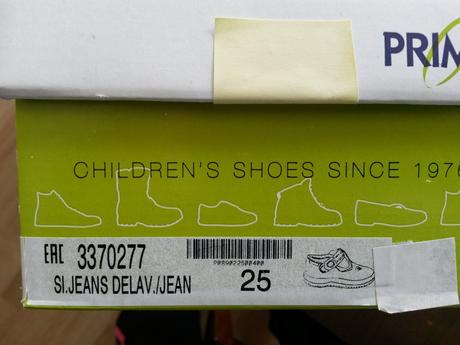 PRIM
CHILDREN'S SHOES SINCE 1976
EAC 3370277
SI.JEANS DELAV./JEAN
25